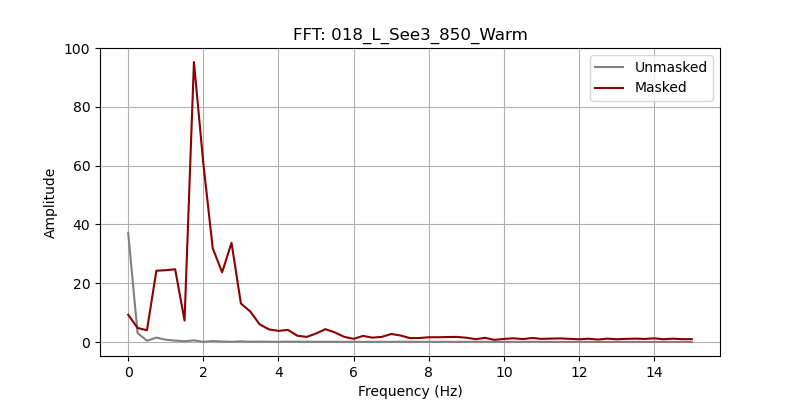 FFT: 018_L_See3_850_Warm
Unmasked
Masked
Amplitude
100
80
60
40
20
0
0 2 4 6 8 10 12 14
Frequency (Hz)